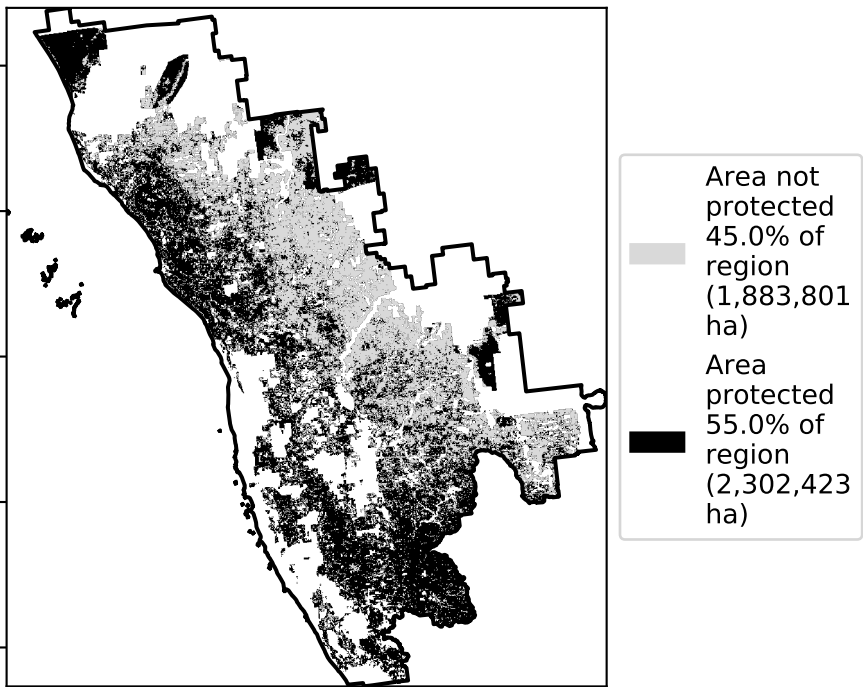 Area not
protected
45.0% of
region
(1,883,801
ha)
Area
protected
55.0% of
region
(2,302,423
ha)